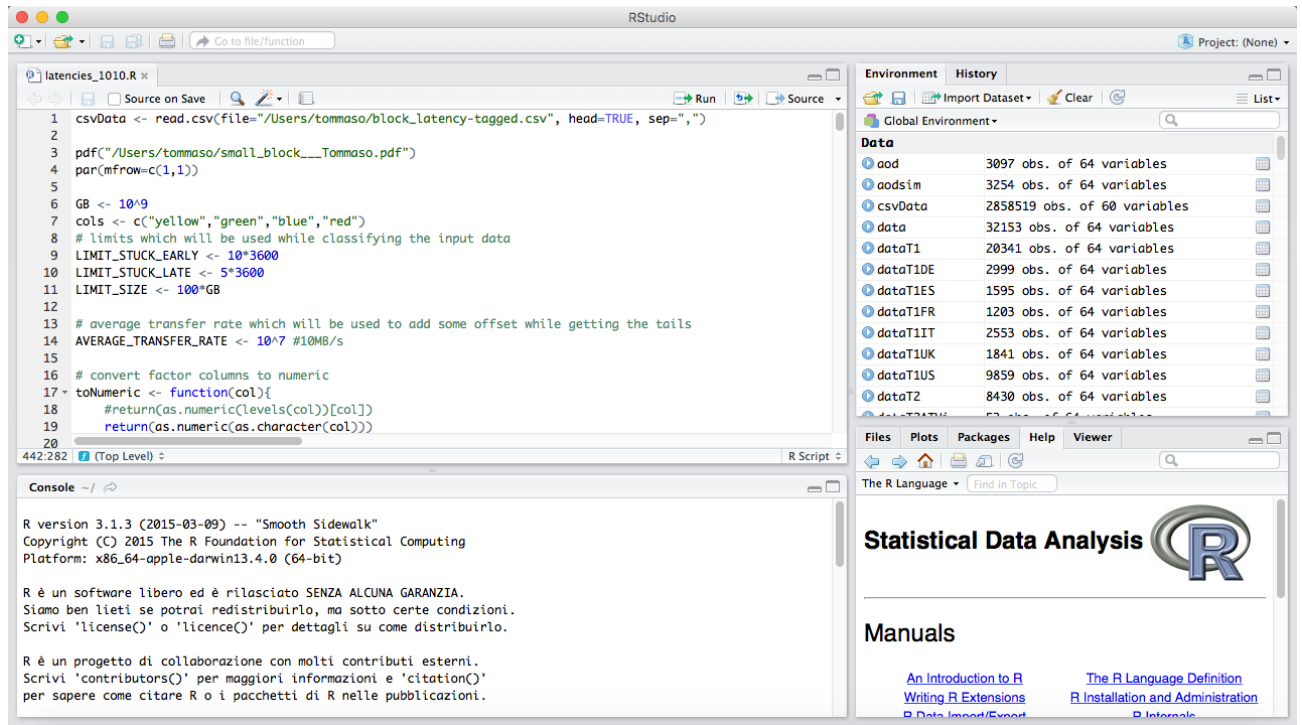 RStudio
Go to file/function
Project: (None)
latencies_1010.R
Source on Save
Run
Source
1 csvData <- read.csv(file="/Users/tommaso/block_latency-tagged.csv", head=TRUE, sep=",")
2
3 pdf("/Users/tommaso/small_block___Tommaso.pdf")
4 par(mfrow=c(1,1))
5
6 GB <- 10^9
7 cols <- c("yellow","green","blue","red")
8 # limits which will be used while classifying the input data
9 LIMIT_STUCK_EARLY <- 10*3600
10 LIMIT_STUCK_LATE <- 5*3600
11 LIMIT_SIZE <- 100*GB
12
13 # average transfer rate which will be used to add some offset while getting the tails
14 AVERAGE_TRANSFER_RATE <- 10^7 #10MB/s
15
16 # convert factor columns to numeric
17 toNumeric <- function(col){
18 #return(as.numeric(levels(col))[col])
19 return(as.numeric(as.character(col)))
20
442:282 (Top Level) R Script
Console ~/
R version 3.1.3 (2015-03-09) -- "Smooth Sidewalk"
Copyright (C) 2015 The R Foundation for Statistical Computing
Platform: x86_64-apple-darwin13.4.0 (64-bit)
R è un software libero ed è rilasciato SENZA ALCUNA GARANZIA.
Siamo ben lieti se potrai redistribuirlo, ma sotto certe condizioni.
Scrivi 'license()' o 'licence()' per dettagli su come distribuirlo.
R è un progetto di collaborazione con molti contributi esterni.
Scrivi 'contributors()' per maggiori informazioni e 'citation()'
per sapere come citare R o i pacchetti di R nelle pubblicazioni.
Environment History
Import Dataset Clear List
Global Environment
Data
aod 3097 obs. of 64 variables
aodsim 3254 obs. of 64 variables
csvData 2858519 obs. of 60 variables
data 32153 obs. of 64 variables
dataT1 20341 obs. of 64 variables
dataT1DE 2999 obs. of 64 variables
dataT1ES 1595 obs. of 64 variables
dataT1FR 1203 obs. of 64 variables
dataT1IT 2553 obs. of 64 variables
dataT1UK 1841 obs. of 64 variables
dataT1US 9859 obs. of 64 variables
dataT2 8430 obs. of 64 variables
Files Plots Packages Help Viewer
The R Language Find in Topic
Statistical Data Analysis R
Manuals
An Introduction to R The R Language Definition
Writing R Extensions R Installation and Administration
R Data Import/Export R Internals